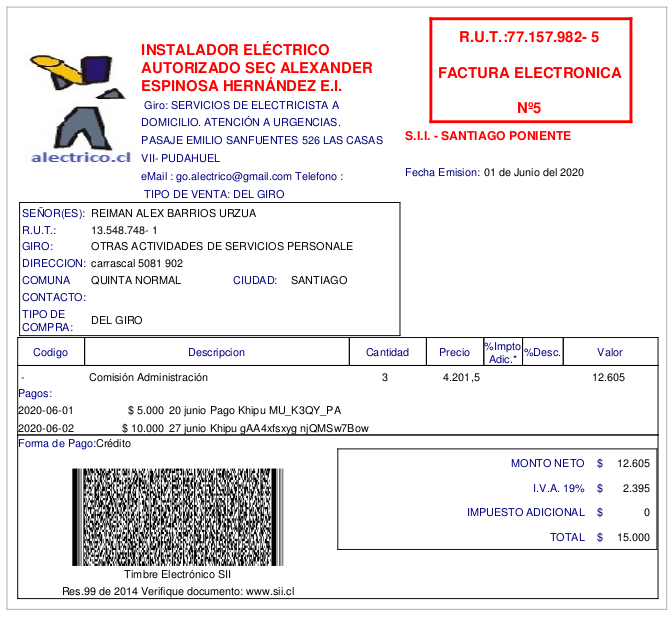 alectrico.cl
INSTALADOR ELÉCTRICO
AUTORIZADO SEC ALEXANDER
ESPINOSA HERNÁNDEZ E.I.
Giro: SERVICIOS DE ELECTRICISTA A
DOMICILIO. ATENCIÓN A URGENCIAS.
PASAJE EMILIO SANFUENTES 526 LAS CASAS
VII- PUDAHUEL
eMail : go.alectrico@gmail.com Telefono :
TIPO DE VENTA: DEL GIRO
R.U.T.:77.157.982- 5
FACTURA ELECTRONICA
Nº5
S.I.I. - SANTIAGO PONIENTE
Fecha Emision: 01 de Junio del 2020
SEÑOR(ES): REIMAN ALEX BARRIOS URZUA
R.U.T.: 13.548.748- 1
GIRO: OTRAS ACTIVIDADES DE SERVICIOS PERSONALE
DIRECCION: carrascal 5081 902
COMUNA QUINTA NORMAL CIUDAD: SANTIAGO
CONTACTO:
TIPO DE
COMPRA: DEL GIRO
Codigo Descripcion Cantidad Precio %Impto Adic.* %Desc. Valor
- Comisión Administración 3 4.201,5 12.605
Pagos:
2020-06-01 $ 5.000 20 junio Pago Khipu MU_K3QY_PA
2020-06-02 $ 10.000 27 junio Khipu gAA4xfsxyg njQMSw7Bow
Forma de Pago:Crédito
MONTO NETO $ 12.605
I.V.A. 19% $ 2.395
IMPUESTO ADICIONAL $ 0
TOTAL $ 15.000
Timbre Electrónico SII
Res.99 de 2014 Verifique documento: www.sii.cl